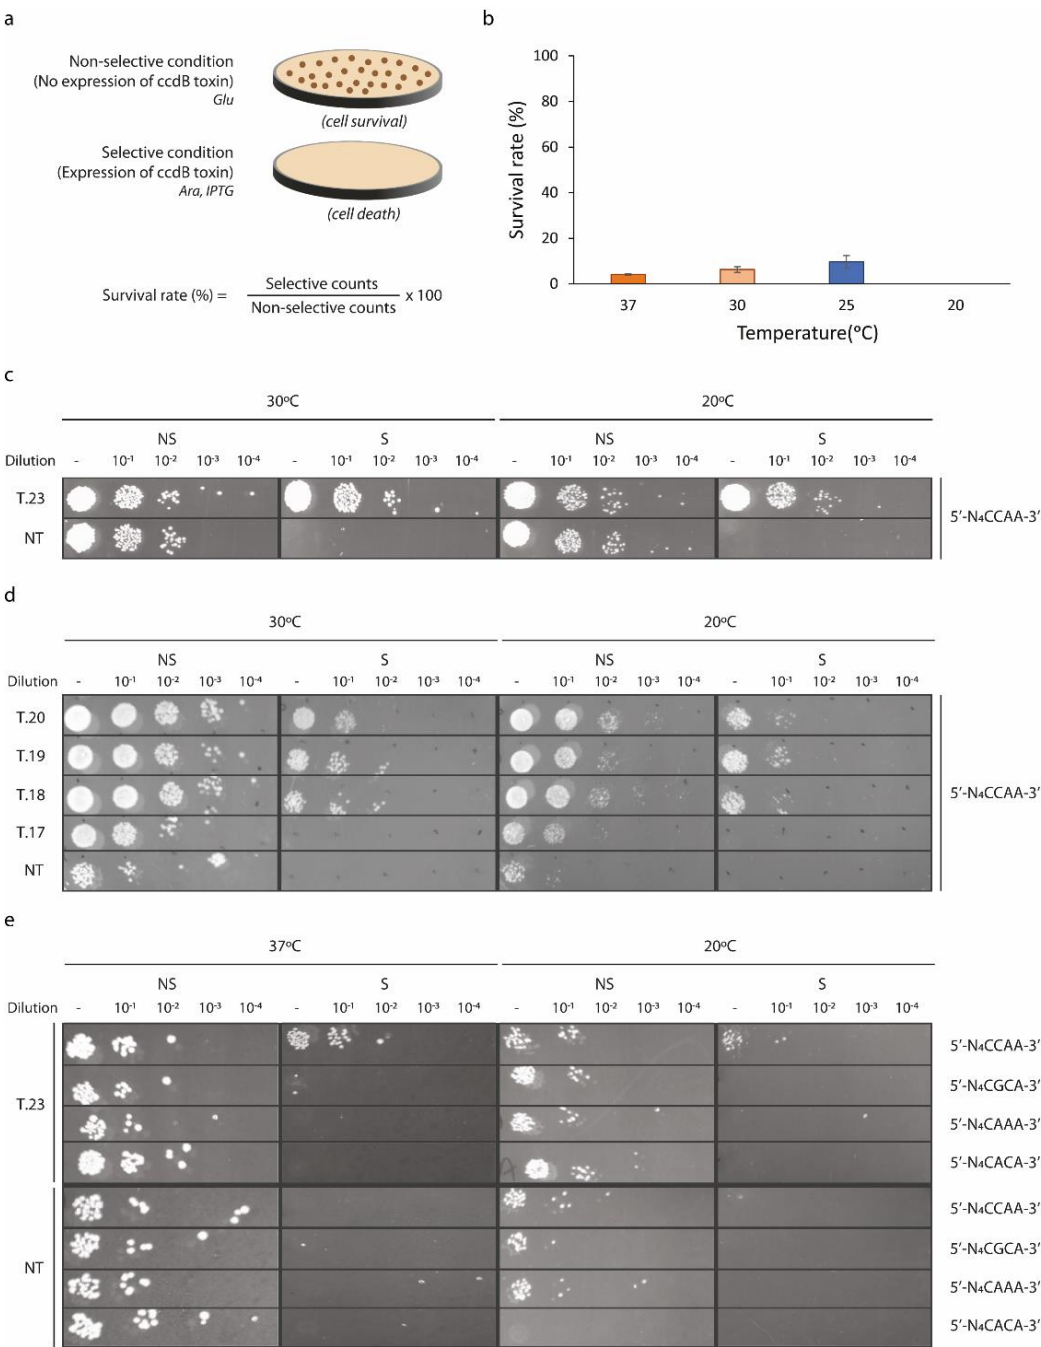 a
Non-selective condition
(No expression of ccdB toxin)
Glu
(cell survival)
Selective condition
(Expression of ccdB toxin)
Ara, IPTG
(cell death)
Survival rate (%) = Selective counts / Non-selective counts x 100
b
Survival rate (%)
100
80
60
40
20
0
37 30 25 20
Temperature(ºC)
c
30ºC 20ºC
NS S NS S
Dilution - 10⁻¹ 10⁻² 10⁻³ 10⁻⁴ - 10⁻¹ 10⁻² 10⁻³ 10⁻⁴ - 10⁻¹ 10⁻² 10⁻³ 10⁻⁴ - 10⁻¹ 10⁻² 10⁻³ 10⁻⁴
T.23
NT
5′-N₄CCAA-3′
d
30ºC 20ºC
NS S NS S
Dilution - 10⁻¹ 10⁻² 10⁻³ 10⁻⁴ - 10⁻¹ 10⁻² 10⁻³ 10⁻⁴ - 10⁻¹ 10⁻² 10⁻³ 10⁻⁴ - 10⁻¹ 10⁻² 10⁻³ 10⁻⁴
T.20
T.19
T.18
T.17
NT
5′-N₄CCAA-3′
e
37ºC 20ºC
NS S NS S
Dilution - 10⁻¹ 10⁻² 10⁻³ 10⁻⁴ - 10⁻¹ 10⁻² 10⁻³ 10⁻⁴ - 10⁻¹ 10⁻² 10⁻³ 10⁻⁴ - 10⁻¹ 10⁻² 10⁻³ 10⁻⁴
T.23
5′-N₄CCAA-3′
5′-N₄CGCA-3′
5′-N₄CAAA-3′
5′-N₄CACA-3′
NT
5′-N₄CCAA-3′
5′-N₄CGCA-3′
5′-N₄CAAA-3′
5′-N₄CACA-3′